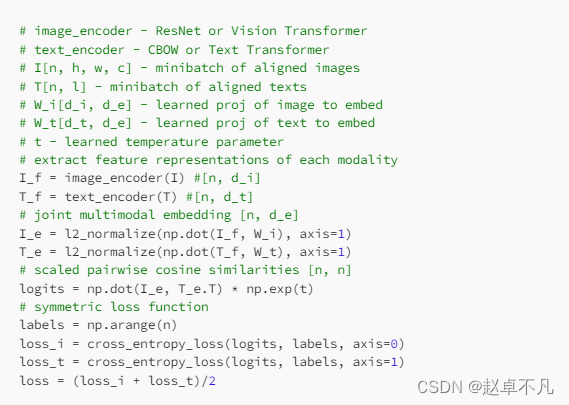 # image_encoder - ResNet or Vision Transformer
# text_encoder - CBOW or Text Transformer
# I[n, h, w, c] - minibatch of aligned images
# T[n, l] - minibatch of aligned texts
# W_i[d_i, d_e] - learned proj of image to embed
# W_t[d_t, d_e] - learned proj of text to embed
# t - learned temperature parameter
# extract feature representations of each modality
I_f = image_encoder(I) #[n, d_i]
T_f = text_encoder(T) #[n, d_t]
# joint multimodal embedding [n, d_e]
I_e = l2_normalize(np.dot(I_f, W_i), axis=1)
T_e = l2_normalize(np.dot(T_f, W_t), axis=1)
# scaled pairwise cosine similarities [n, n]
logits = np.dot(I_e, T_e.T) * np.exp(t)
# symmetric loss function
labels = np.arange(n)
loss_i = cross_entropy_loss(logits, labels, axis=0)
loss_t = cross_entropy_loss(logits, labels, axis=1)
loss = (loss_i + loss_t)/2
CSDN @赵卓不凡